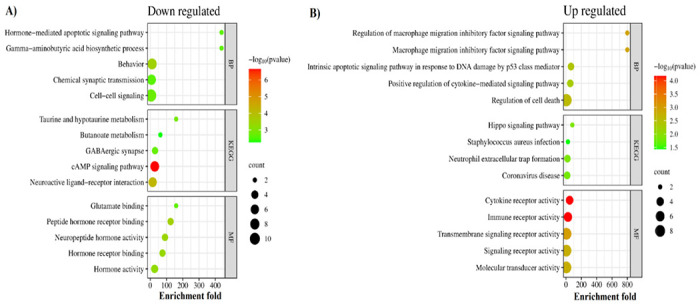 A)
Down regulated
Hormone-mediated apoptotic signaling pathway
Gamma-aminobutyric acid biosynthetic process
Behavior
Chemical synaptic transmission
Cell-cell signaling
BP
Taurine and hypotaurine metabolism
Butanoate metabolism
GABAergic synapse
cAMP signaling pathway
Neuroactive ligand-receptor interaction
KEGG
Glutamate binding
Peptide hormone receptor binding
Neuropeptide hormone activity
Hormone receptor binding
Hormone activity
MF
0 100 200 300 400
Enrichment fold
-log10(pvalue)
6
5
4
3
count
2
4
6
8
10
B)
Up regulated
Regulation of macrophage migration inhibitory factor signaling pathway
Macrophage migration inhibitory factor signaling pathway
Intrinsic apoptotic signaling pathway in response to DNA damage by p53 class mediator
Positive regulation of cytokine-mediated signaling pathway
Regulation of cell death
BP
Hippo signaling pathway
Staphylococcus aureus infection
Neutrophil extracellular trap formation
Coronavirus disease
KEGG
Cytokine receptor activity
Immune receptor activity
Transmembrane signaling receptor activity
Signaling receptor activity
Molecular transducer activity
MF
0 200 400 600 800
Enrichment fold
-log10(pvalue)
4.0
3.5
3.0
2.5
2.0
1.5
count
2
4
6
8